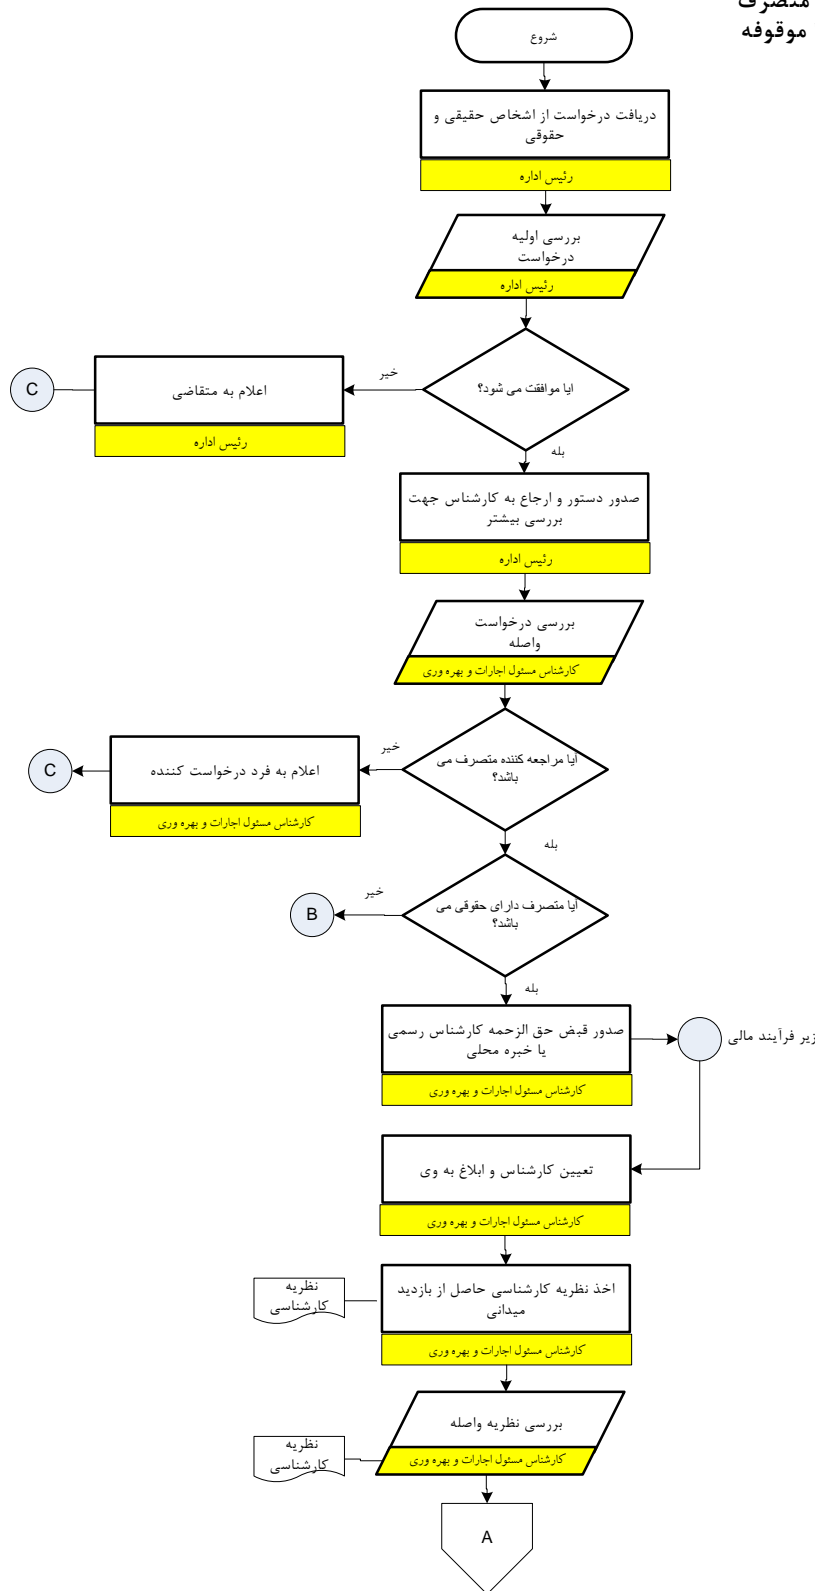 متصرف
موقوفه
شروع
دریافت درخواست از اشخاص حقیقی و
حقوقی
رئیس اداره
بررسی اولیه
درخواست
رئیس اداره
ایا موافقت می شود؟
خیر
اعلام به متقاضی
رئیس اداره
C
بله
صدور دستور و ارجاع به کارشناس جهت
بررسی بیشتر
رئیس اداره
بررسی درخواست
واصله
کارشناس مسئول اجارات و بهره وری
آیا مراجعه کننده متصرف می
باشد؟
خیر
اعلام به فرد درخواست کننده
کارشناس مسئول اجارات و بهره وری
C
بله
آیا متصرف دارای حقوقی می
باشد؟
خیر
B
بله
صدور قبض حق الزحمه کارشناس رسمی
یا خبره محلی
کارشناس مسئول اجارات و بهره وری
زیر فرآیند مالی
تعیین کارشناس و ابلاغ به وی
کارشناس مسئول اجارات و بهره وری
اخذ نظریه کارشناسی حاصل از بازدید
میدانی
کارشناس مسئول اجارات و بهره وری
نظریه
کارشناسی
بررسی نظریه واصله
کارشناس مسئول اجارات و بهره وری
نظریه
کارشناسی
A